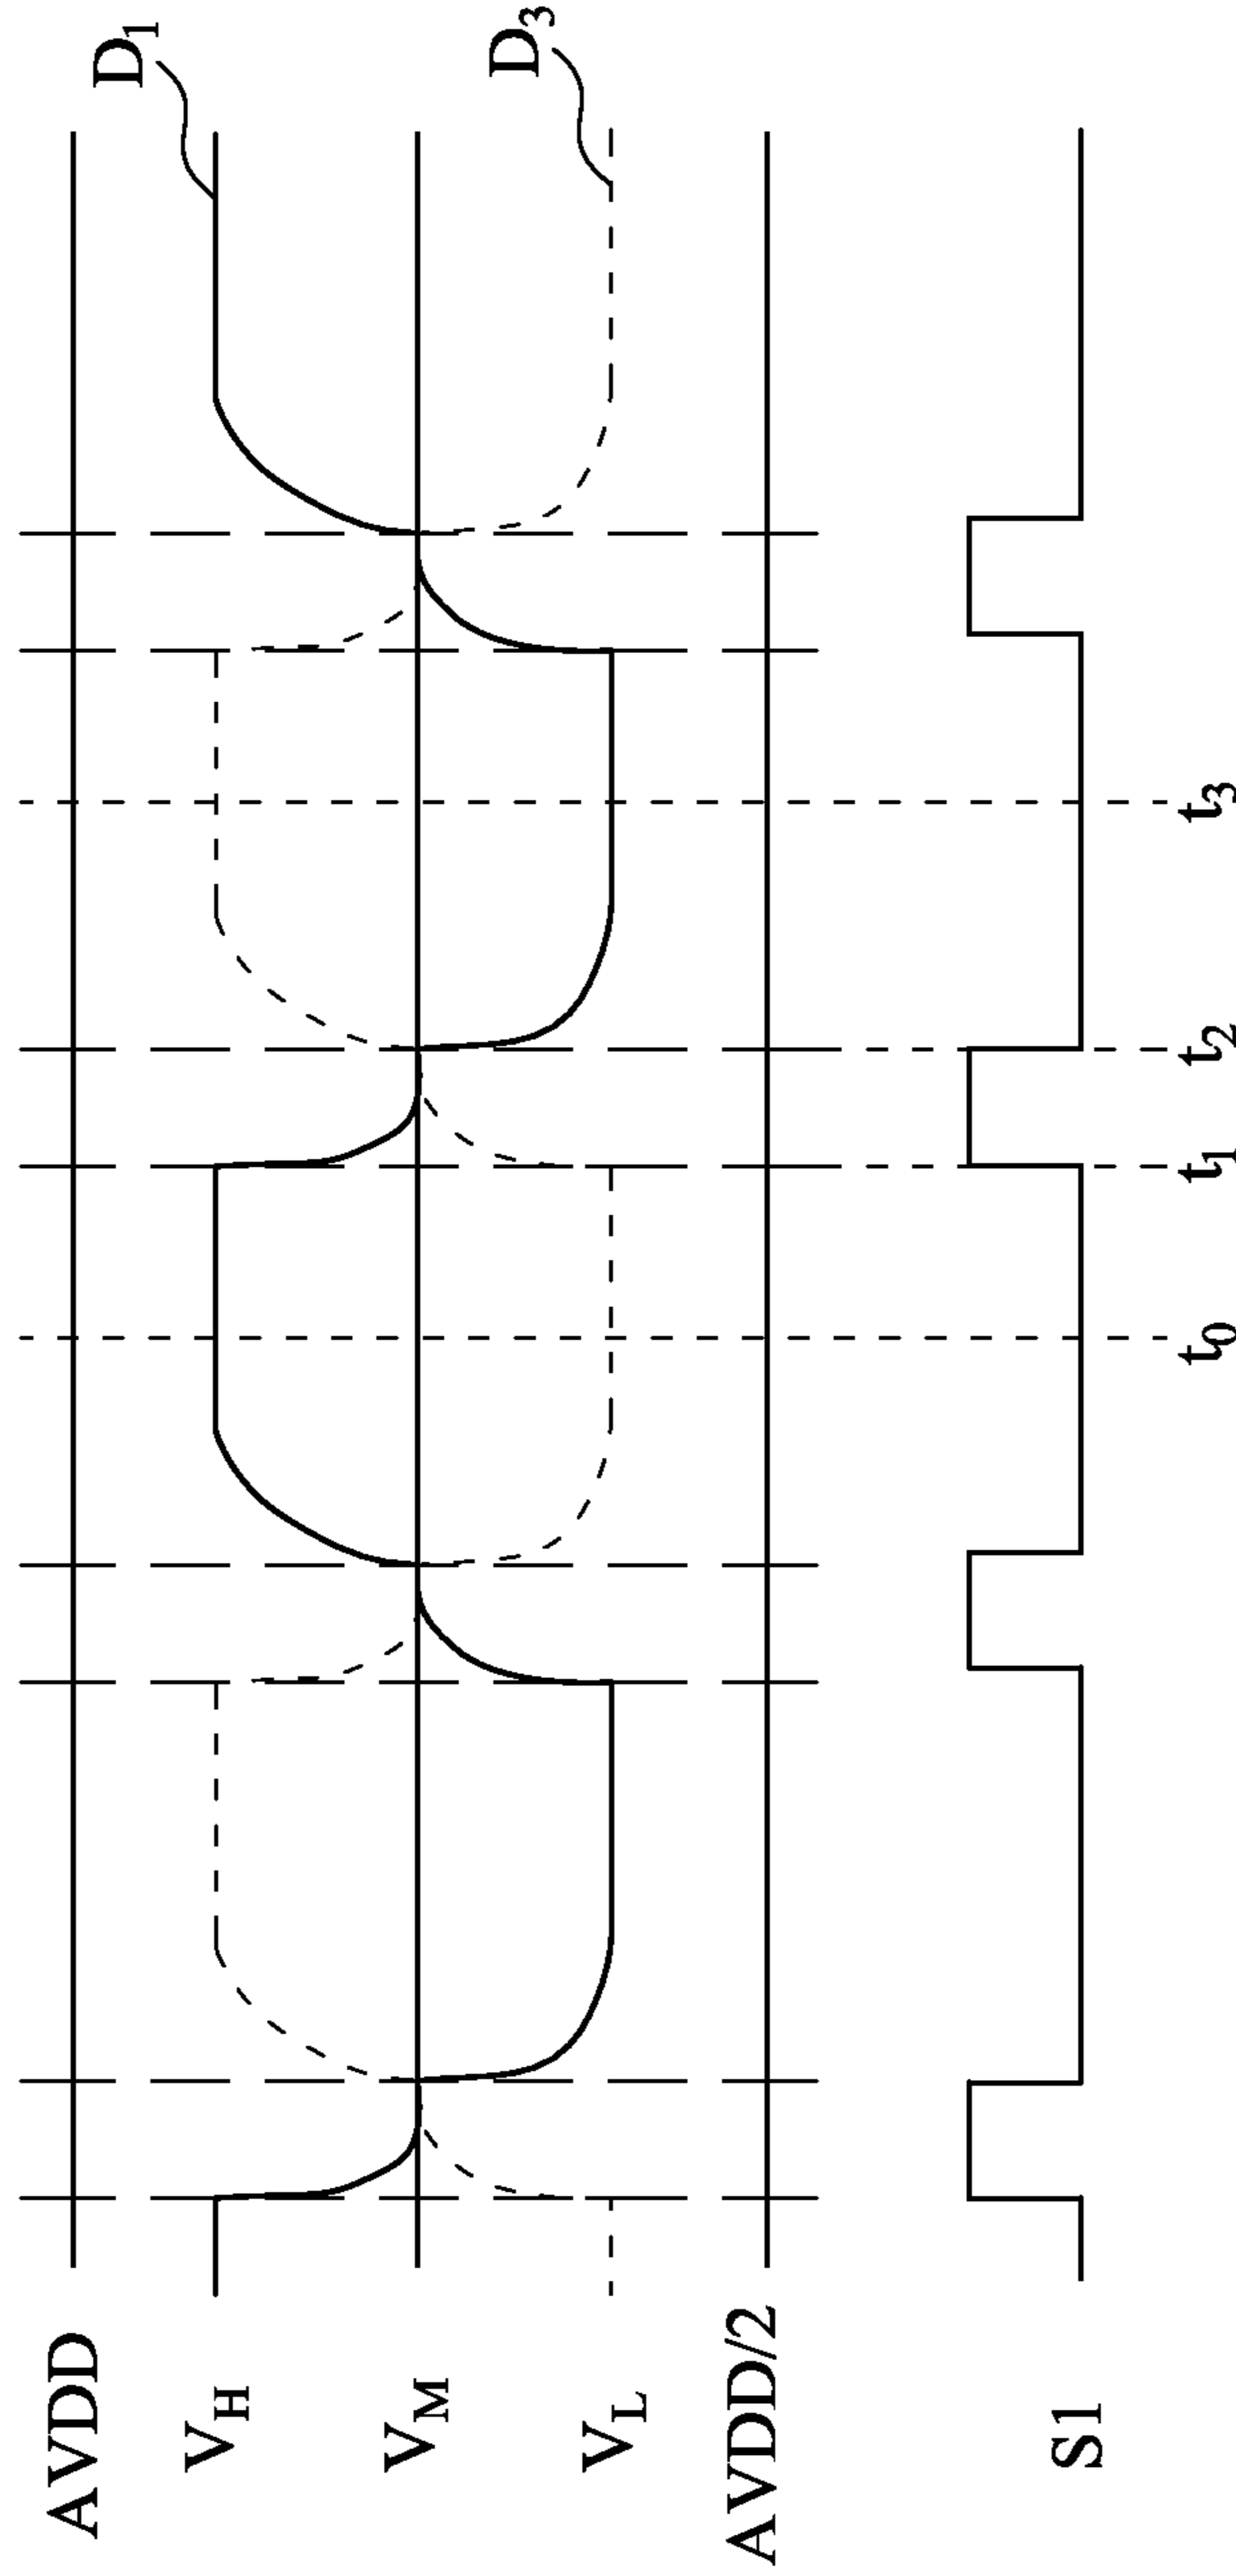 AVDD
V_H
V_M
V_L
AVDD/2
S1
D_1
D_3
t_0
t_1
t_2
t_3